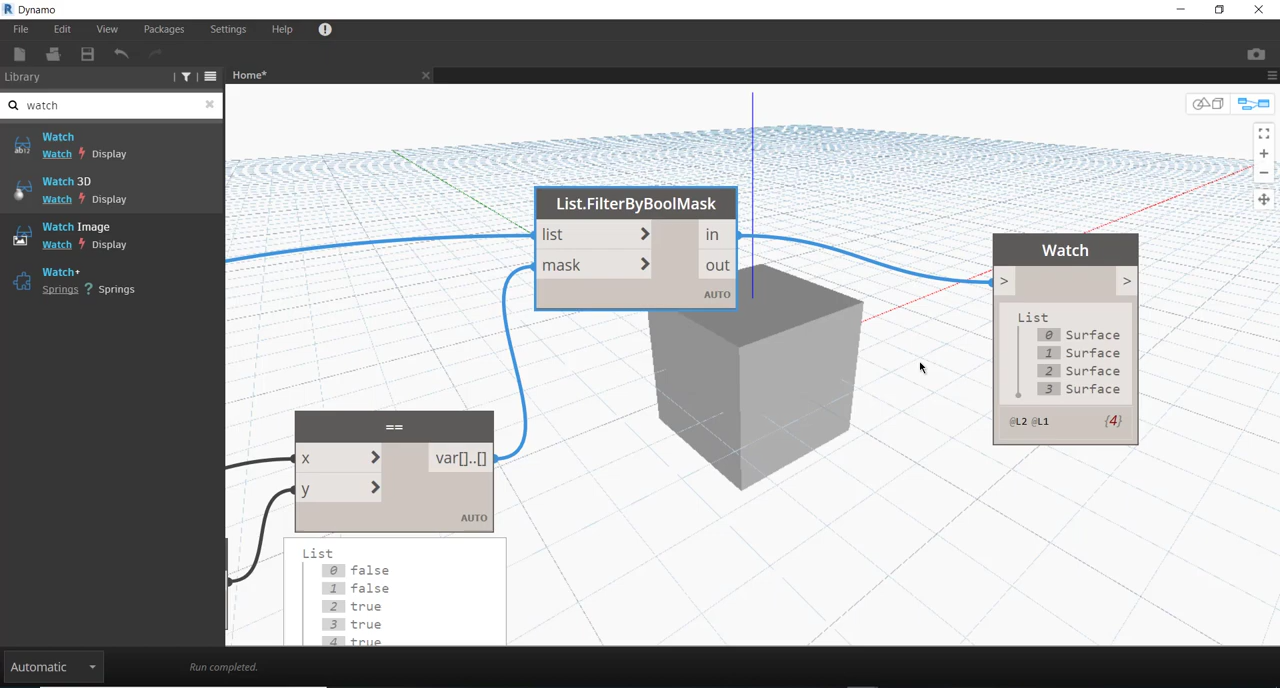 Dynamo
File Edit View Packages Settings Help
Library
Home*
watch
Watch
Watch Display
Watch 3D
Watch Display
Watch Image
Watch Display
Watch+
Springs ? Springs
List.FilterByBoolMask
list > in
mask > out
AUTO
Watch
> >
List
0 Surface
1 Surface
2 Surface
3 Surface
@L2 @L1 {4}
==
x > var[]..[]
y >
AUTO
List
0 false
1 false
2 true
3 true
4 true
Automatic
Run completed.